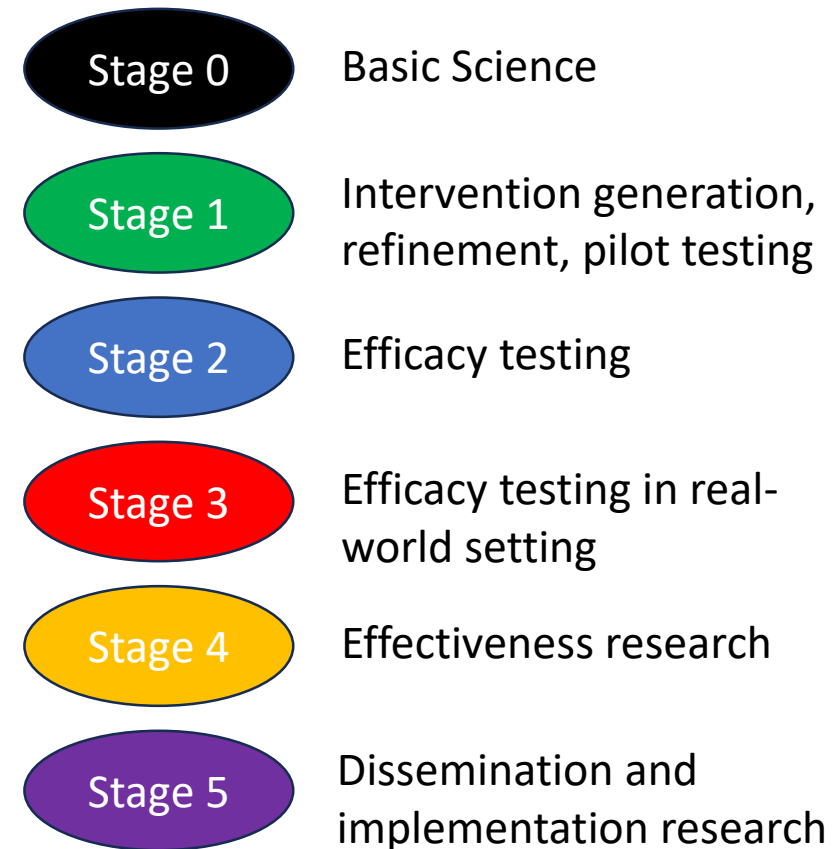 Stage 0 Basic Science
Stage 1 Intervention generation,
refinement, pilot testing
Stage 2 Efficacy testing
Stage 3 Efficacy testing in real-
world setting
Stage 4 Effectiveness research
Stage 5 Dissemination and
implementation research